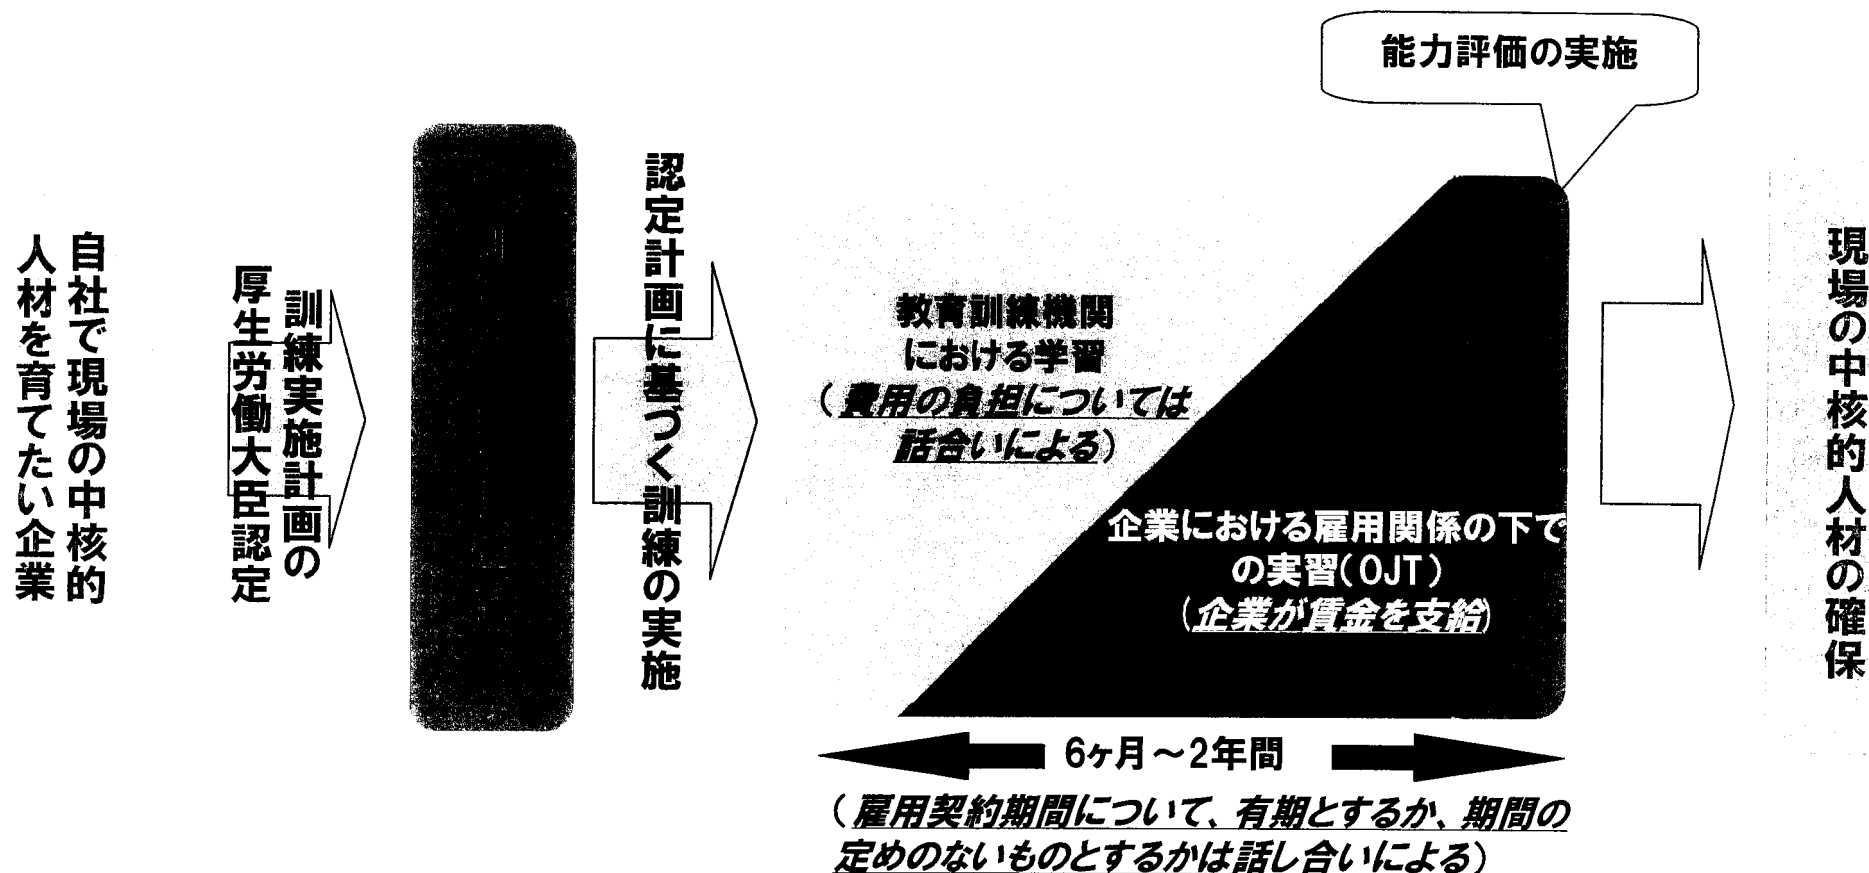 自社で現場の中核的
人材を育てたい企業
訓練実施計画の
厚生労働大臣認定
認定計画に基づく訓練の実施
教育訓練機関
における学習
(費用の負担については
話合いによる)
能力評価の実施
企業における雇用関係の下で
の実習(OJT)
(企業が賃金を支給)
6ヶ月～2年間
(雇用契約期間について、有期とするか、期間の
定めのないものとするかは話し合いによる)
現場の中核的人材の確保